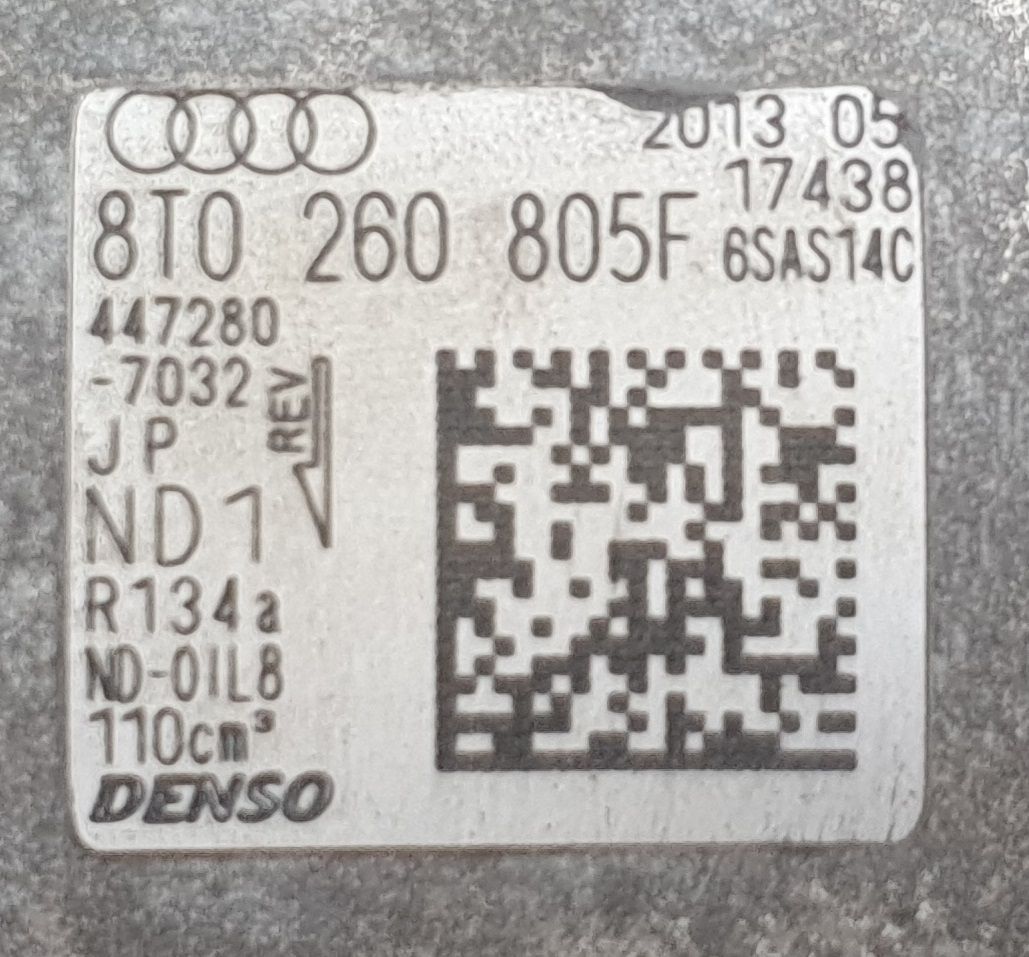 2013 05
17438
8T0 260 805F 6SAS14C
447280
-7032
REV
JP
ND1
R134a
ND-OIL8
110cm³
DENSO